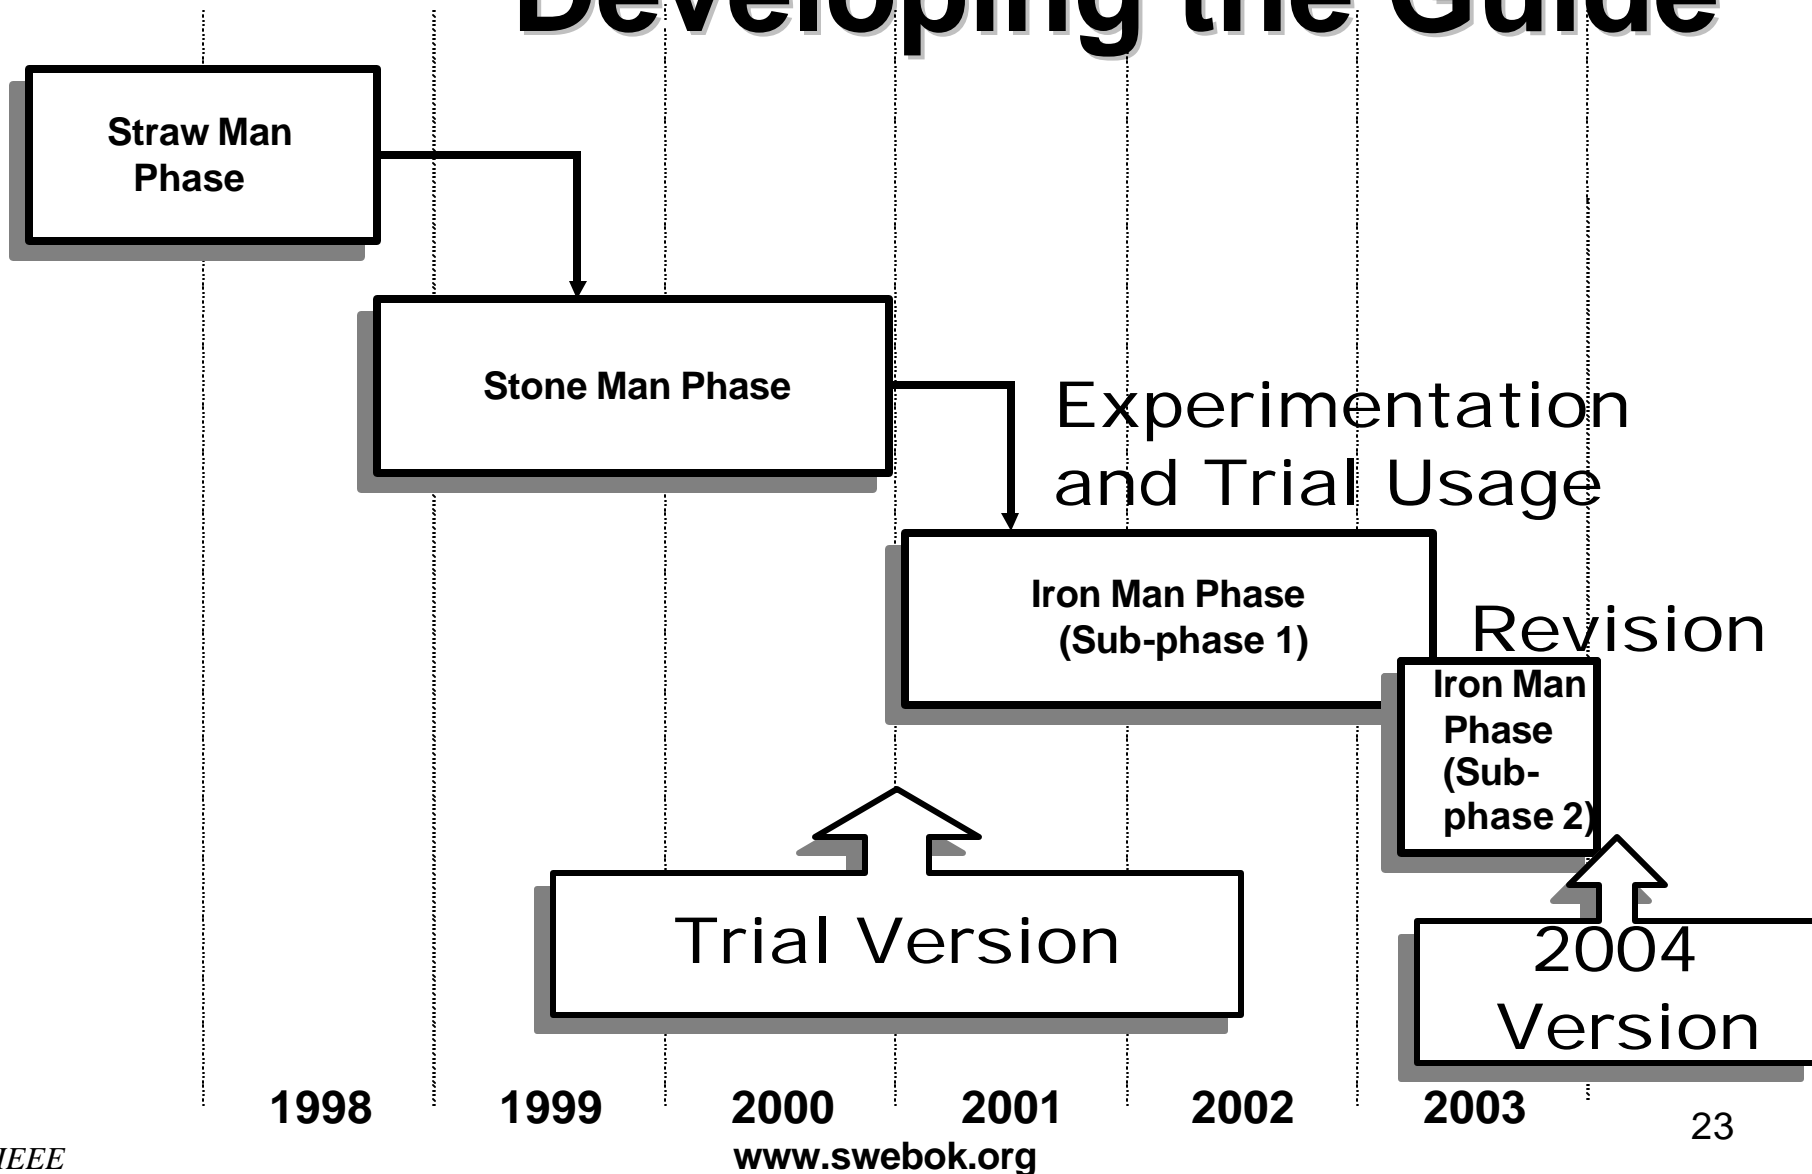 Developing the Guide
Straw Man
Phase
Stone Man Phase
Experimentation
and Trial Usage
Iron Man Phase
(Sub-phase 1)
Revision
Iron Man
Phase
(Sub-
phase 2)
Trial Version
2004
Version
1998 1999 2000 2001 2002 2003
23
IEEE
www.swebok.org